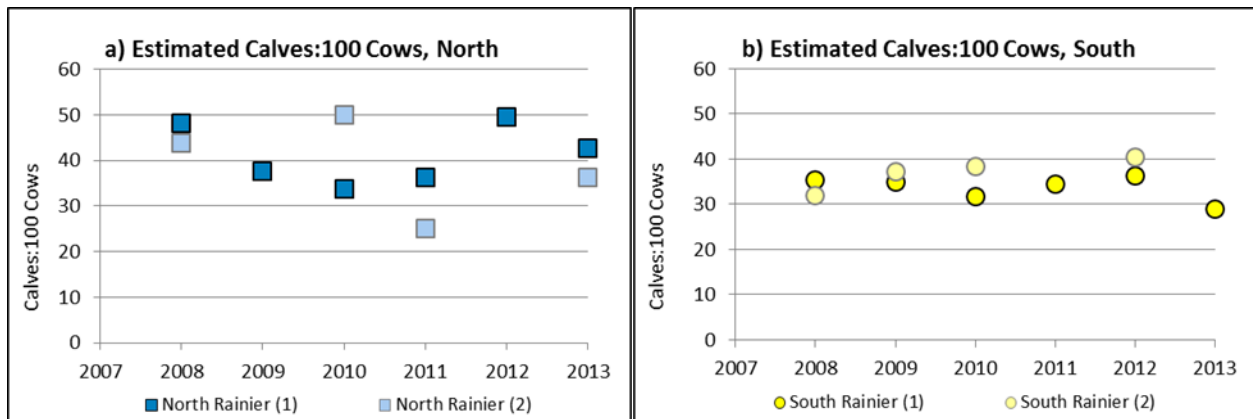 a) Estimated Calves:100 Cows, North
60
50
40
30
20
10
0
Calves:100 Cows
2007 2008 2009 2010 2011 2012 2013
North Rainier (1) North Rainier (2)
b) Estimated Calves:100 Cows, South
60
50
40
30
20
10
0
Calves:100 Cows
2007 2008 2009 2010 2011 2012 2013
South Rainier (1) South Rainier (2)